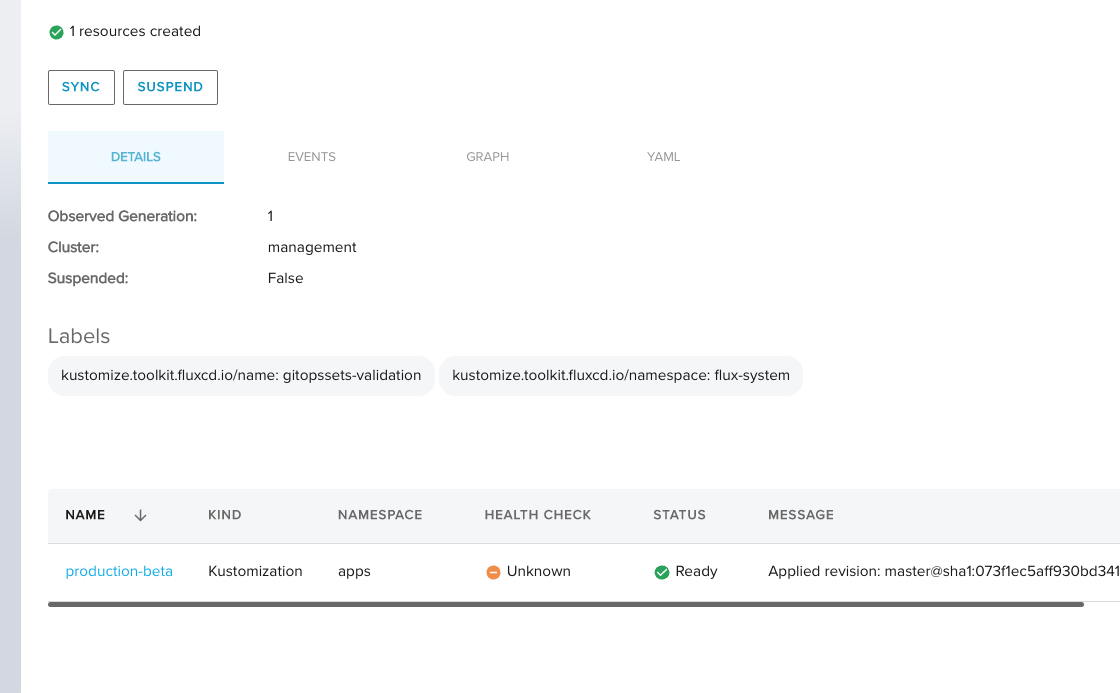 1 resources created
SYNC SUSPEND
DETAILS EVENTS GRAPH YAML
Observed Generation: 1
Cluster: management
Suspended: False
Labels
kustomize.toolkit.fluxcd.io/name: gitopssets-validation kustomize.toolkit.fluxcd.io/namespace: flux-system
NAME KIND NAMESPACE HEALTH CHECK STATUS MESSAGE
production-beta Kustomization apps Unknown Ready Applied revision: master@sha1:073f1ec5aff930bd341